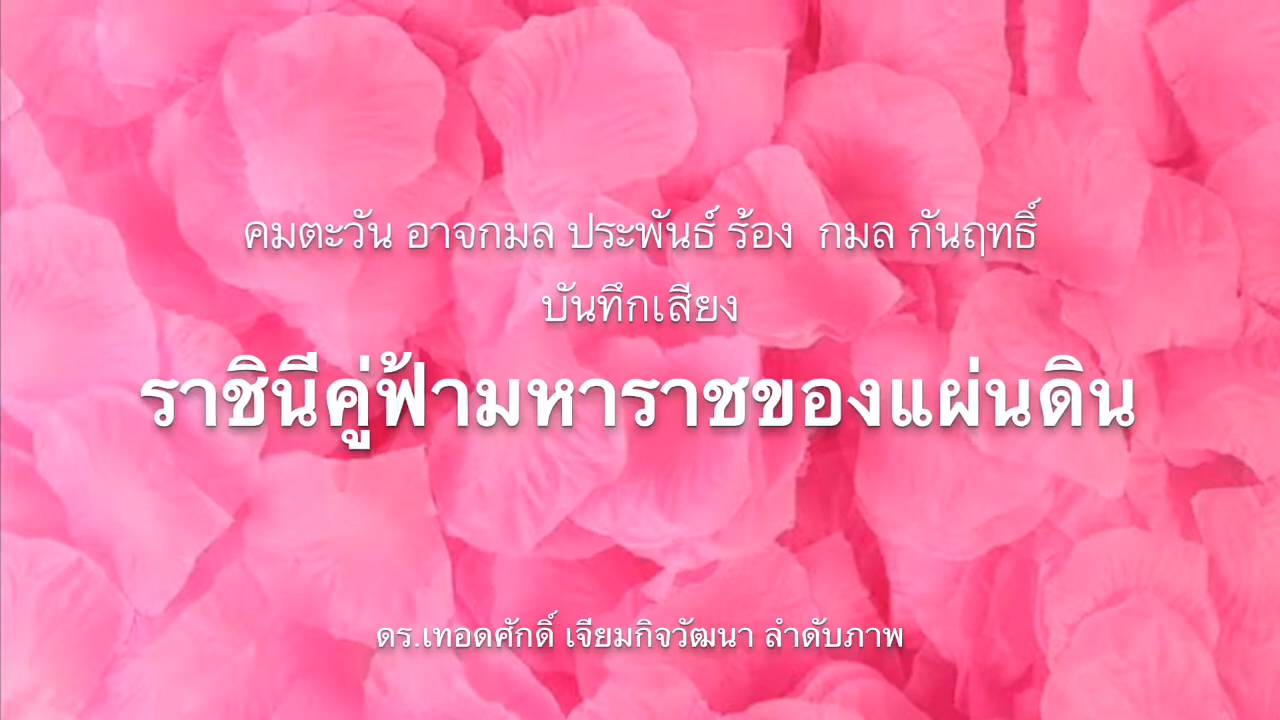 คมตะวัน อาจกมล ประพันธ์ ร้อง กมล กันฤทธิ์
บันทึกเสียง
ราชินีคู่ฟ้ามหาราชของแผ่นดิน
ดร.เทอดศักดิ์ เจียมกิจวัฒนา ลำดับภาพ